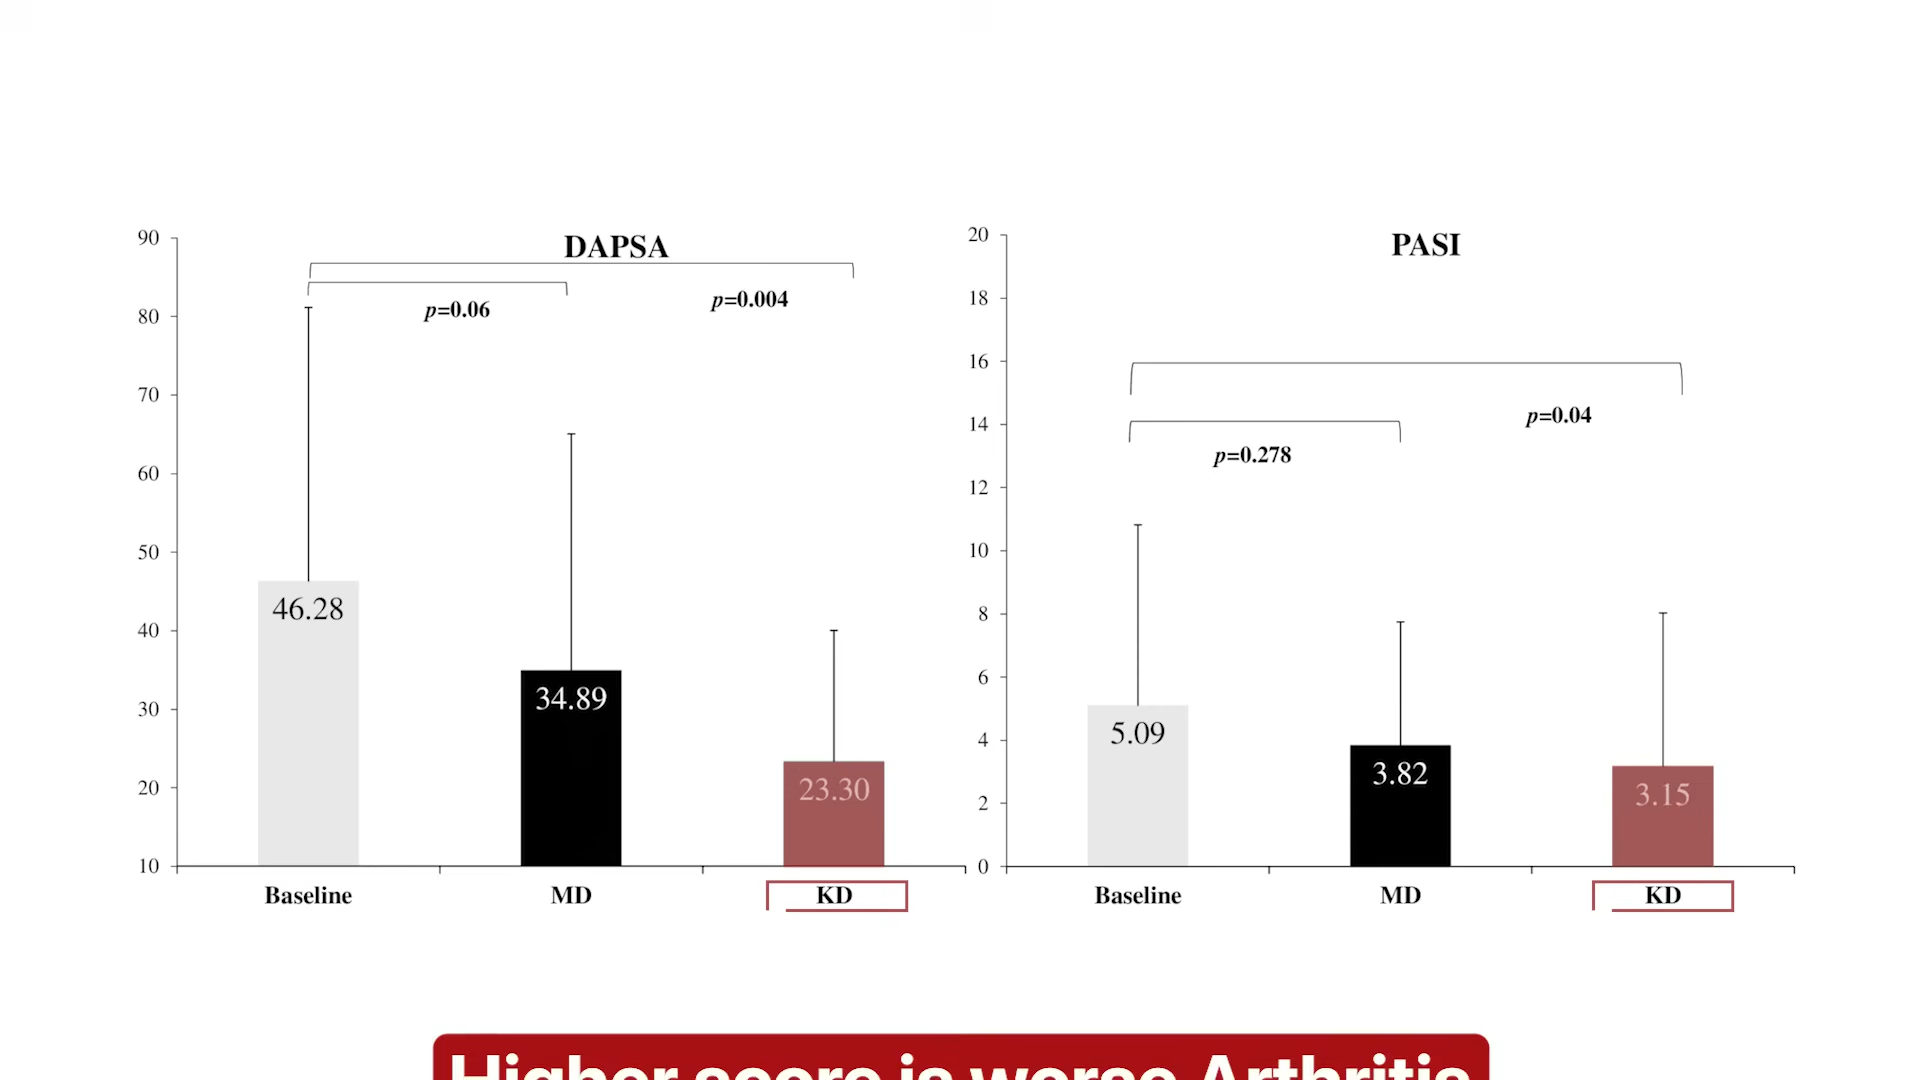 DAPSA
90
80
70
60
50
40
30
20
10
p=0.06
p=0.004
46.28
34.89
23.30
Baseline
MD
KD
PASI
20
18
16
14
12
10
8
6
4
2
0
p=0.04
p=0.278
5.09
3.82
3.15
Baseline
MD
KD
Higher score is worse Arthritis